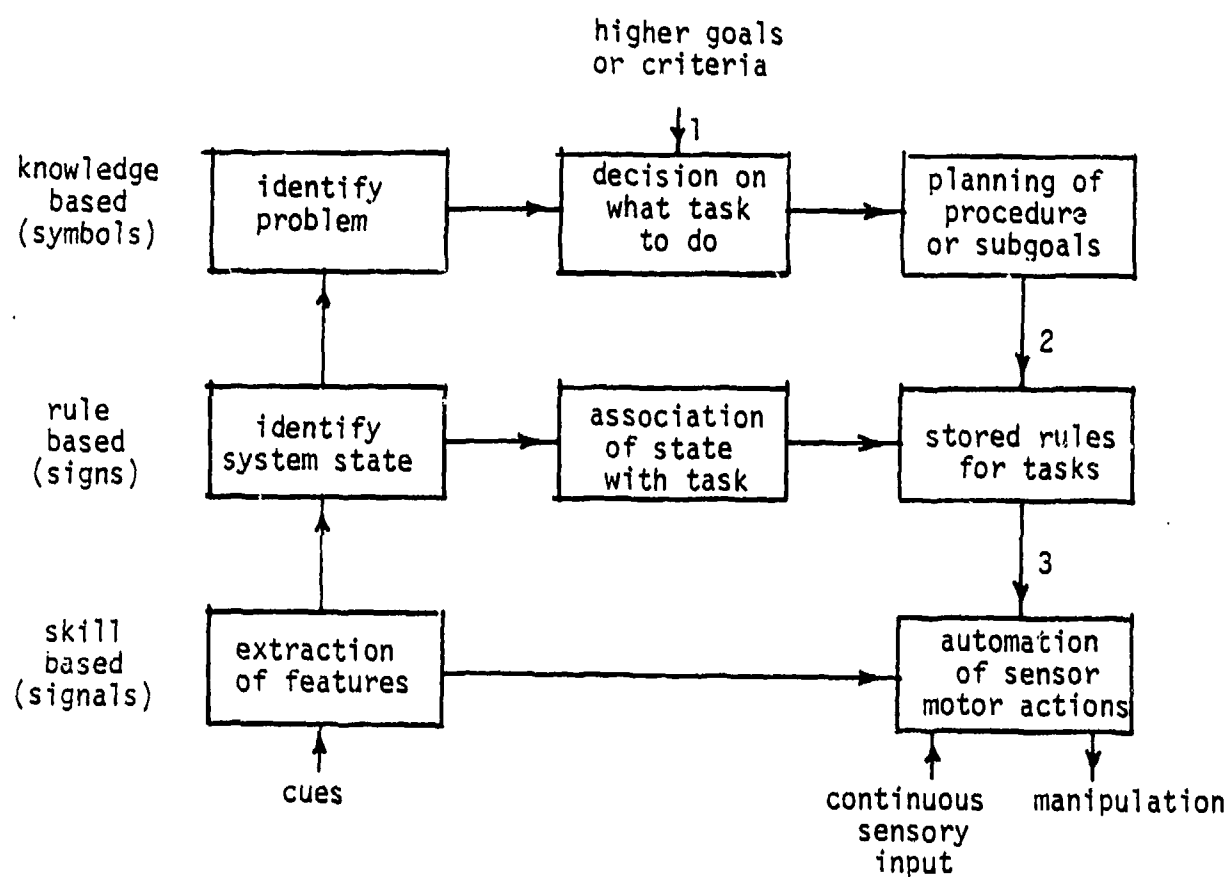 higher goals
or criteria
1
knowledge
based
(symbols)
identify
problem
decision on
what task
to do
planning of
procedure
or subgoals
2
rule
based
(signs)
identify
system state
association
of state
with task
stored rules
for tasks
3
skill
based
(signals)
extraction
of features
automation
of sensor
motor actions
cues
continuous
sensory
input
manipulation